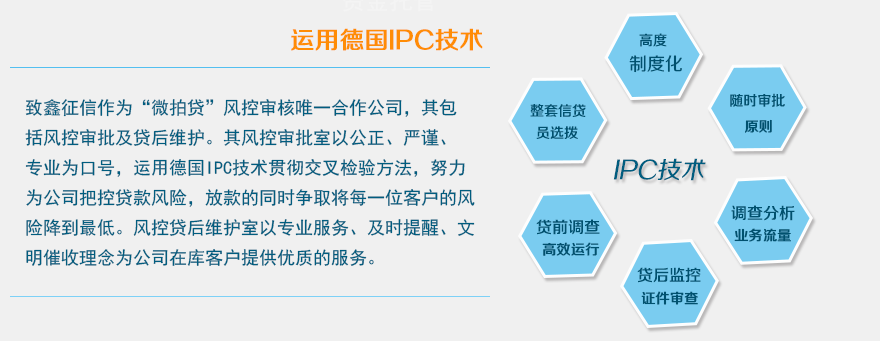 运用德国IPC技术
致鑫征信作为“微拍贷”风控审核唯一合作公司，其包
括风控审批及贷后维护。其风控审批室以公正、严谨、
专业为口号，运用德国IPC技术贯彻交叉检验方法，努力
为公司把控贷款风险，放款的同时争取将每一位客户的风
险降到最低。风控贷后维护室以专业服务、及时提醒、文
明催收理念为公司在库客户提供优质的服务。
高度
制度化
整套信贷
员选拔
随时审批
原则
IPC技术
贷前调查
高效运行
调查分析
业务流量
贷后监控
证件审查